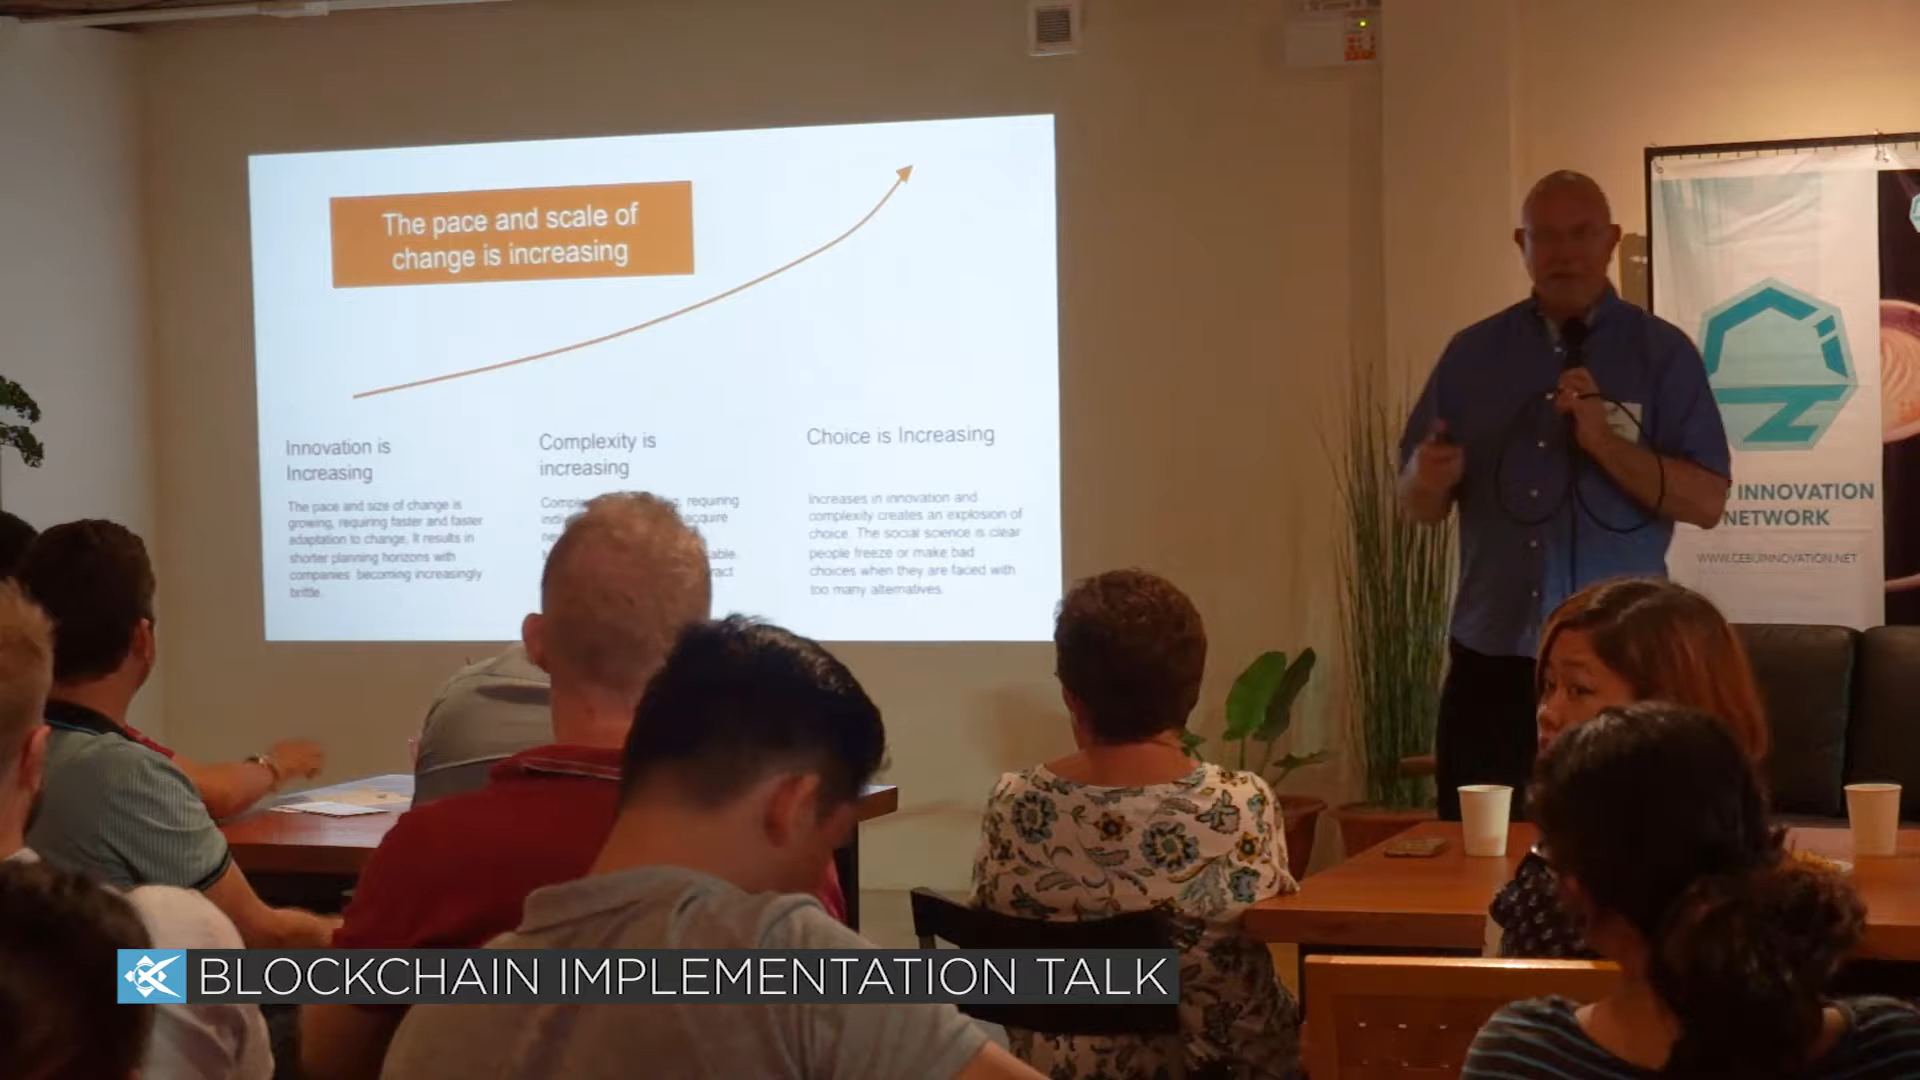 The pace and scale of
change is increasing
Innovation is
Increasing
The pace and size of change is
growing, requiring faster and faster
adaptation to change. It results in
shorter planning horizons with
companies becoming increasingly
brittle.
Complexity is
increasing
requiring
acquire
Choice is Increasing
Increases in innovation and
complexity creates an explosion of
choice. The social science is clear
people freeze or make bad
choices when they are faced with
too many alternatives.
INNOVATION
NETWORK
WWW.CEBUINNOVATION.NET
BLOCKCHAIN IMPLEMENTATION TALK